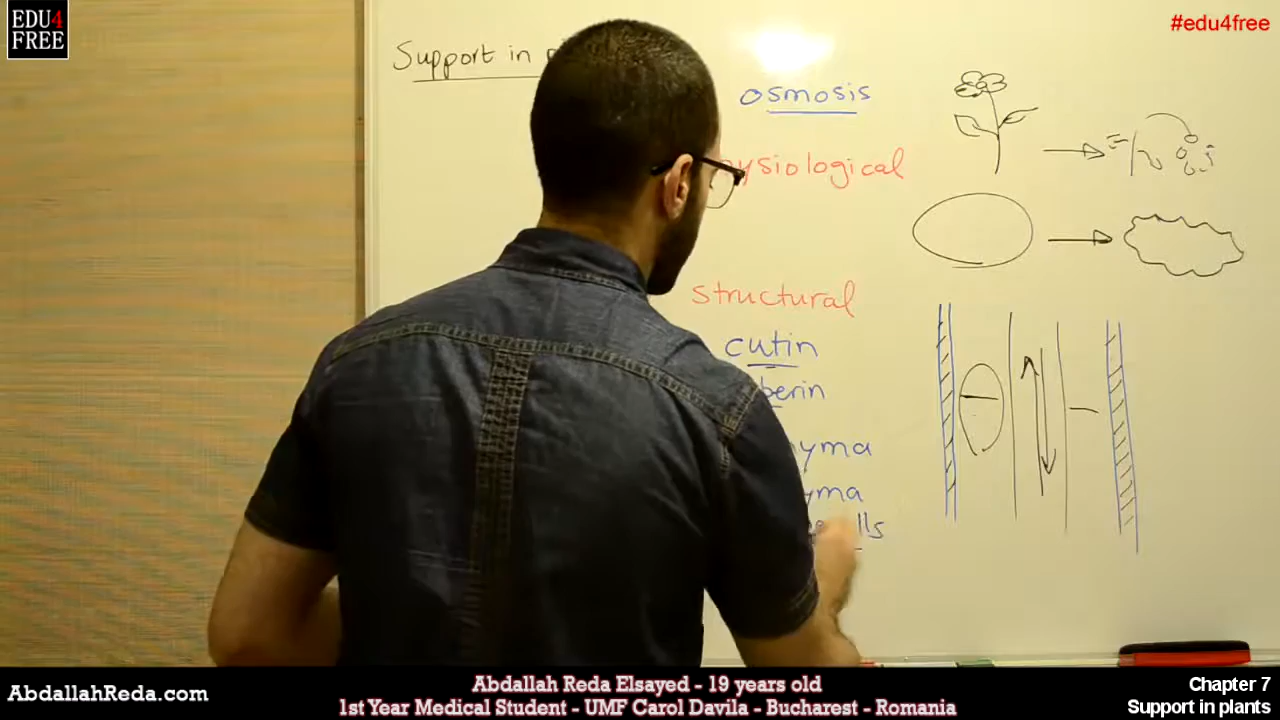 EDU4
FREE
#edu4free
Support in
osmosis
ysiological
structural
cutin
berin
yma
yma
lls
AbdallahReda.com
Abdallah Reda Elsayed - 19 years old
1st Year Medical Student - UMF Carol Davila - Bucharest - Romania
Chapter 7
Support in plants